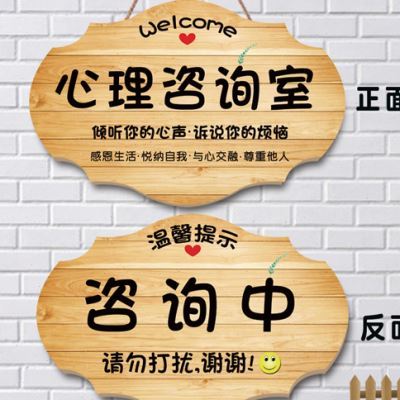 Welcome
心理咨询室
倾听你的心声·诉说你的烦恼
感恩生活·悦纳自我·与心交融·尊重他人
正面
温馨提示
咨询中
请勿打扰,谢谢!
反面